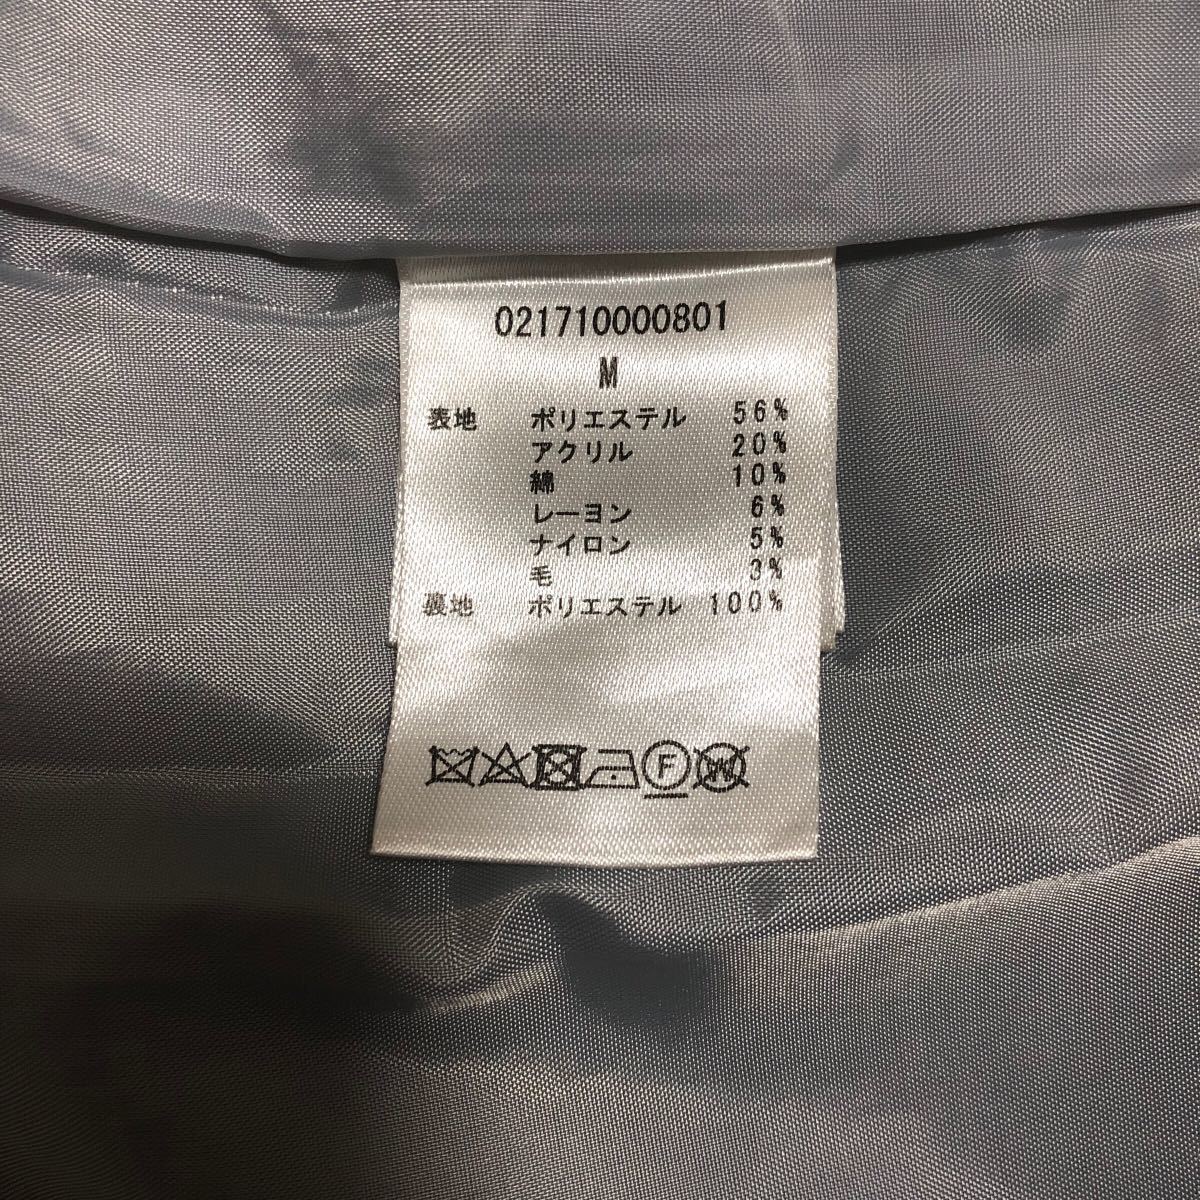 021710000801
M
表地 ポリエステル 56%
アクリル 20%
綿 10%
レーヨン 6%
ナイロン 5%
毛 3%
裏地 ポリエステル 100%
F W